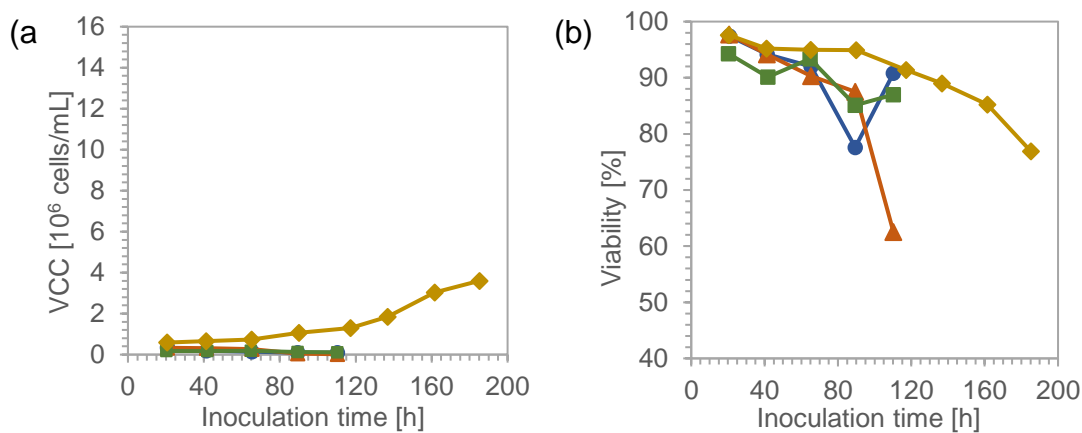 (a
VCC [10⁶ cells/mL]
16
14
12
10
8
6
4
2
0
0 40 80 120 160 200
Inoculation time [h]
(b)
Viability [%]
100
90
80
70
60
50
40
0 40 80 120 160 200
Inoculation time [h]